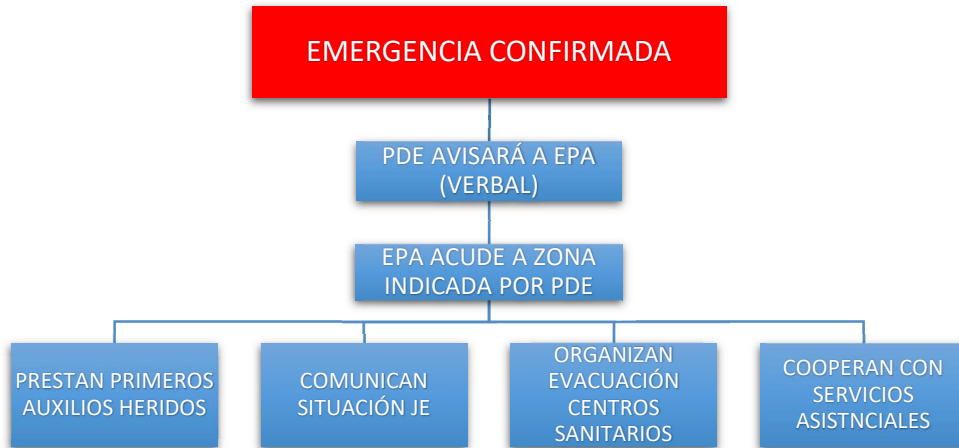 EMERGENCIA CONFIRMADA
PDE AVISARÁ A EPA
(VERBAL)
EPA ACUDE A ZONA
INDICADA POR PDE
PRESTAN PRIMEROS
AUXILIOS HERIDOS
COMUNICAN
SITUACIÓN JE
ORGANIZAN
EVACUACIÓN
CENTROS
SANITARIOS
COOPERAN CON
SERVICIOS
ASISTNCIALES